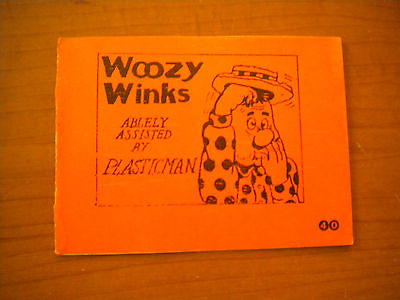 Woozy
Winks
ABLELY
ASSISTED
BY
PLASTICMAN
40